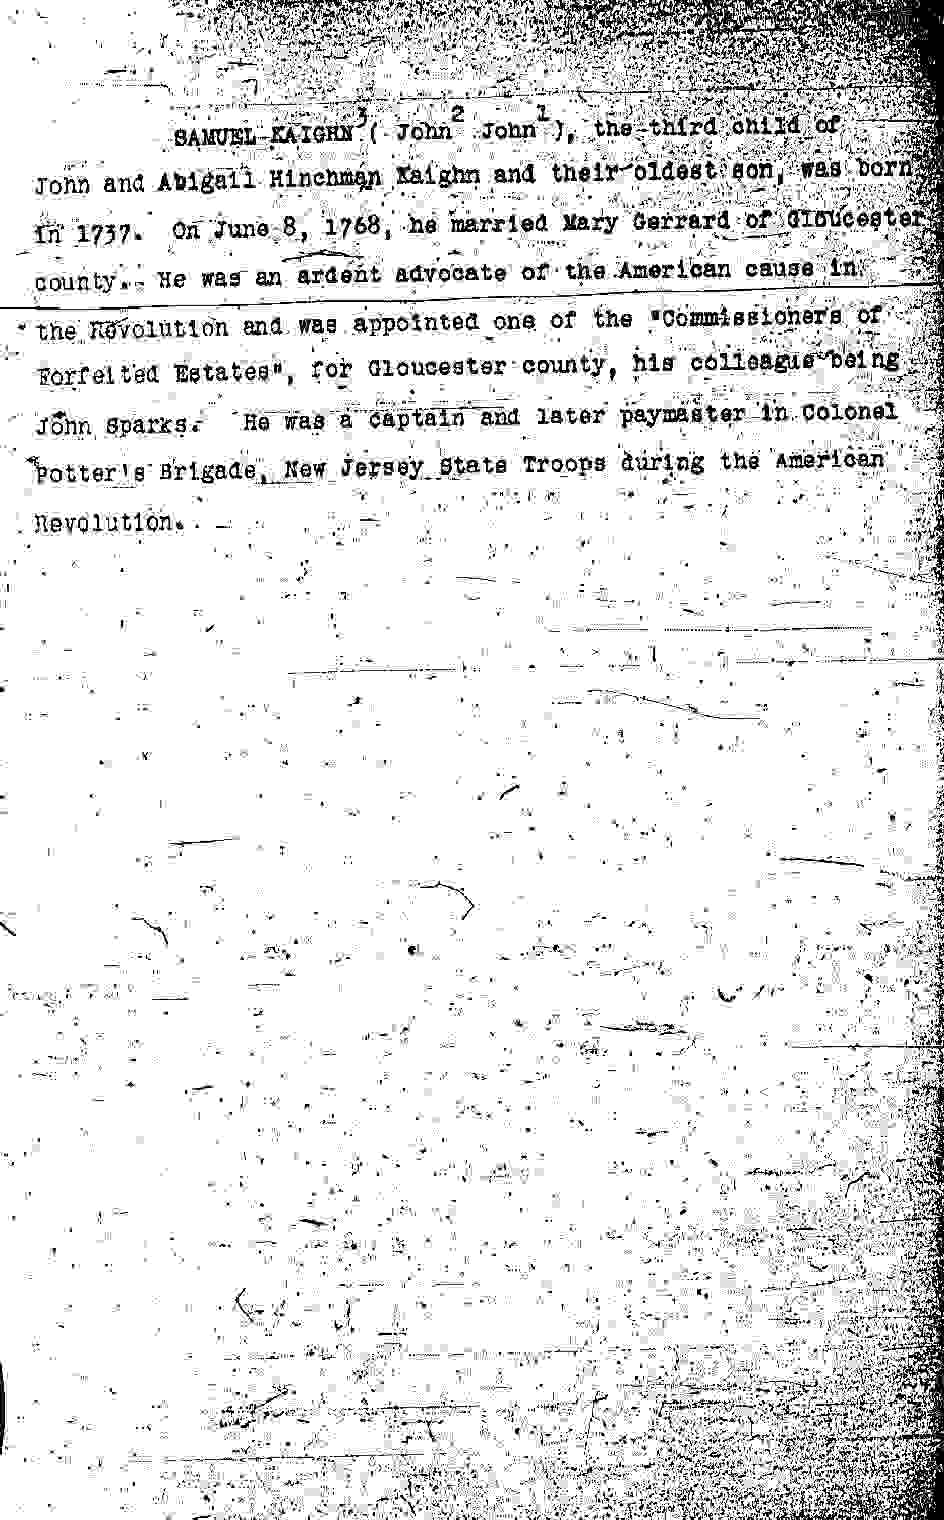 SAMUEL KAIGHN³ ( John² John¹ ), the third child of
John and Abigail Hinchman Kaighn and their oldest son, was born
in 1737. On June 8, 1768, he married Mary Gerrard of Gloucester
county. He was an ardent advocate of the American cause in
the Revolution and was appointed one of the "Commissioners of
Forfeited Estates", for Gloucester county, his colleague being
John Sparks. He was a captain and later paymaster in Colonel
Potter's Brigade, New Jersey State Troops during the American
Revolution.